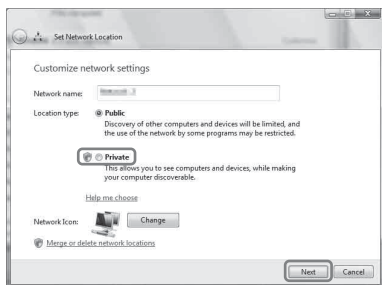 Set Network Location
Customize network settings
Network name:
Location type:
Public
Discovery of other computers and devices will be limited, and
the use of the network by some programs may be restricted.
Private
This allows you to see computers and devices, while making
your computer discoverable.
Help me choose
Network Icon:
Change
Merge or delete network locations
Next
Cancel